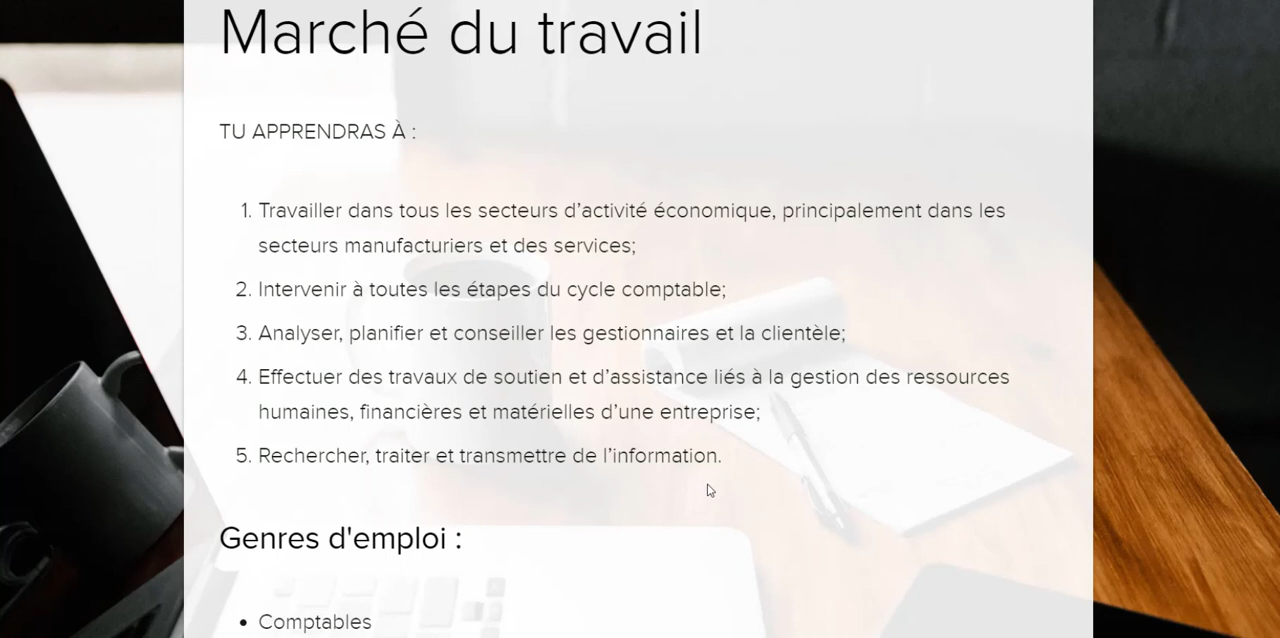 Marché du travail
TU APPRENDRAS À :
1. Travailler dans tous les secteurs d’activité économique, principalement dans les
secteurs manufacturiers et des services;
2. Intervenir à toutes les étapes du cycle comptable;
3. Analyser, planifier et conseiller les gestionnaires et la clientèle;
4. Effectuer des travaux de soutien et d’assistance liés à la gestion des ressources
humaines, financières et matérielles d’une entreprise;
5. Rechercher, traiter et transmettre de l’information.
Genres d'emploi :
• Comptables